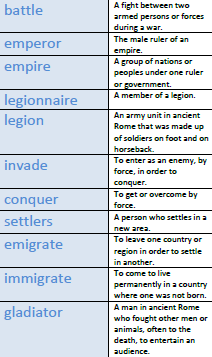 battle
A fight between two
armed persons or forces
during a war.
emperor
The male ruler of an
empire.
empire
A group of nations or
peoples under one ruler
or government.
legionnaire
A member of a legion.
legion
An army unit in ancient
Rome that was made up
of soldiers on foot and on
horseback.
invade
To enter as an enemy, by
force, in order to
conquer.
conquer
To get or overcome by
force.
settlers
A person who settles in a
new area.
emigrate
To leave one country or
region in order to settle
in another.
immigrate
To come to live
permanently in a country
where one was not born.
gladiator
A man in ancient Rome
who fought other men or
animals, often to the
death, to entertain an
audience.